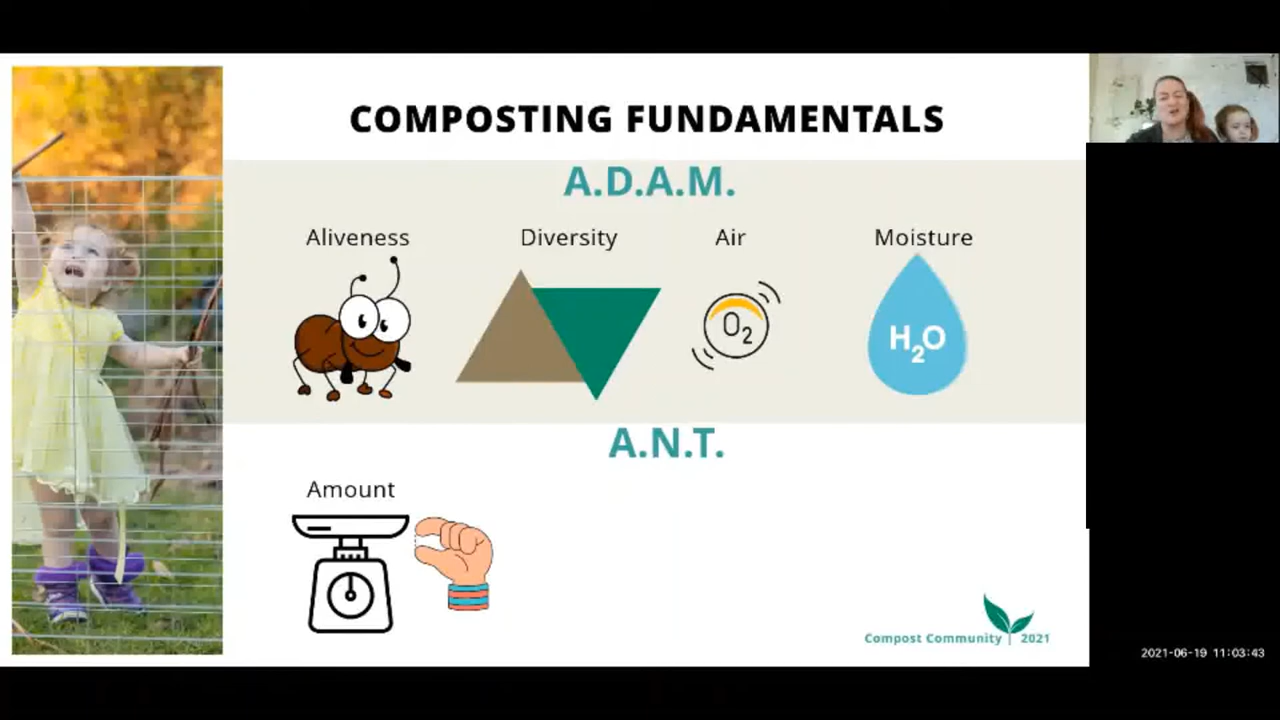 COMPOSTING FUNDAMENTALS
A.D.A.M.
Aliveness
Diversity
Air
Moisture
O2
H2O
A.N.T.
Amount
Compost Community 2021
2021-06-19 11:03:43